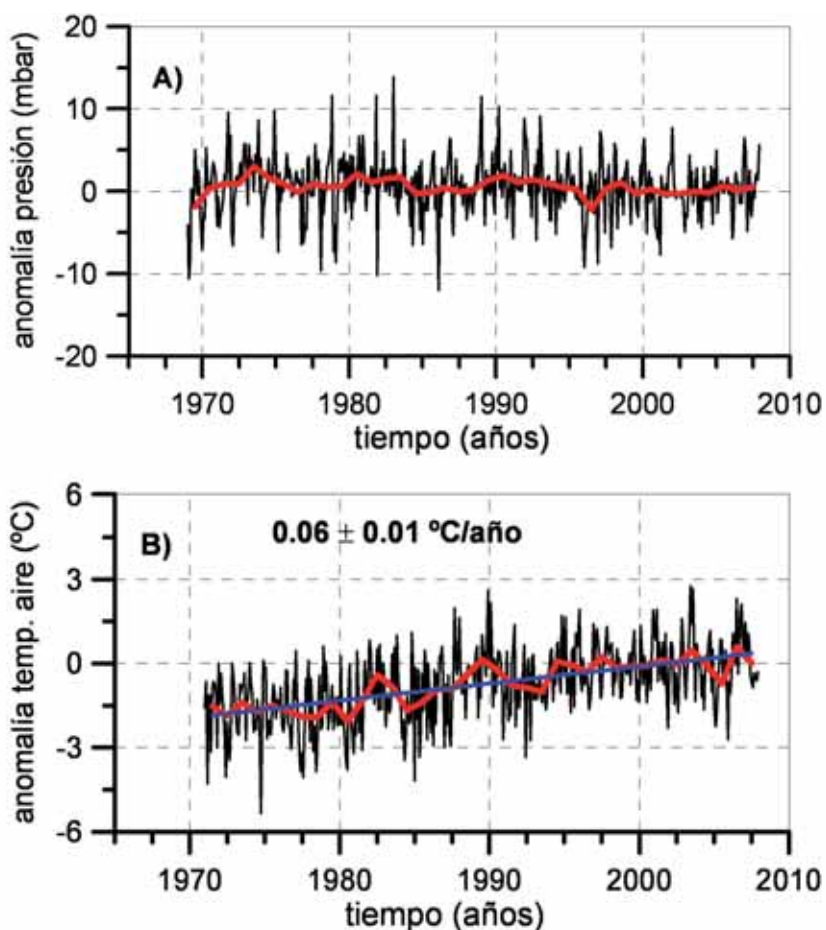 A)
anomalía presión (mbar)
20
10
0
-10
-20
1970 1980 1990 2000 2010
tiempo (años)
B)
0.06 ± 0.01 ºC/año
anomalía temp. aire (ºC)
6
3
0
-3
-6
1970 1980 1990 2000 2010
tiempo (años)